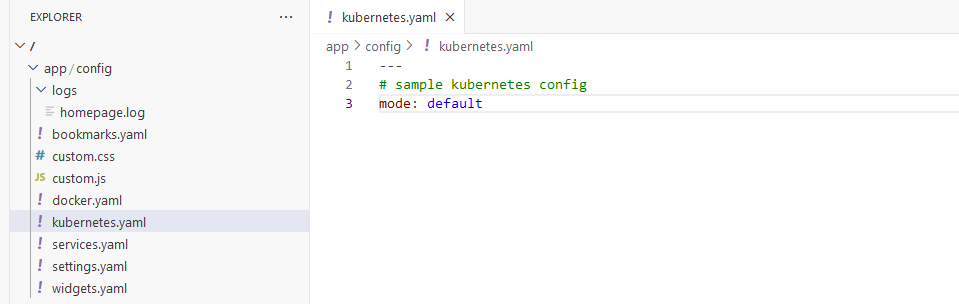 EXPLORER ···
/
app / config
logs
homepage.log
! bookmarks.yaml
# custom.css
JS custom.js
! docker.yaml
! kubernetes.yaml
! services.yaml
! settings.yaml
! widgets.yaml
! kubernetes.yaml ×
app > config > ! kubernetes.yaml
1 ---
2 # sample kubernetes config
3 mode: default